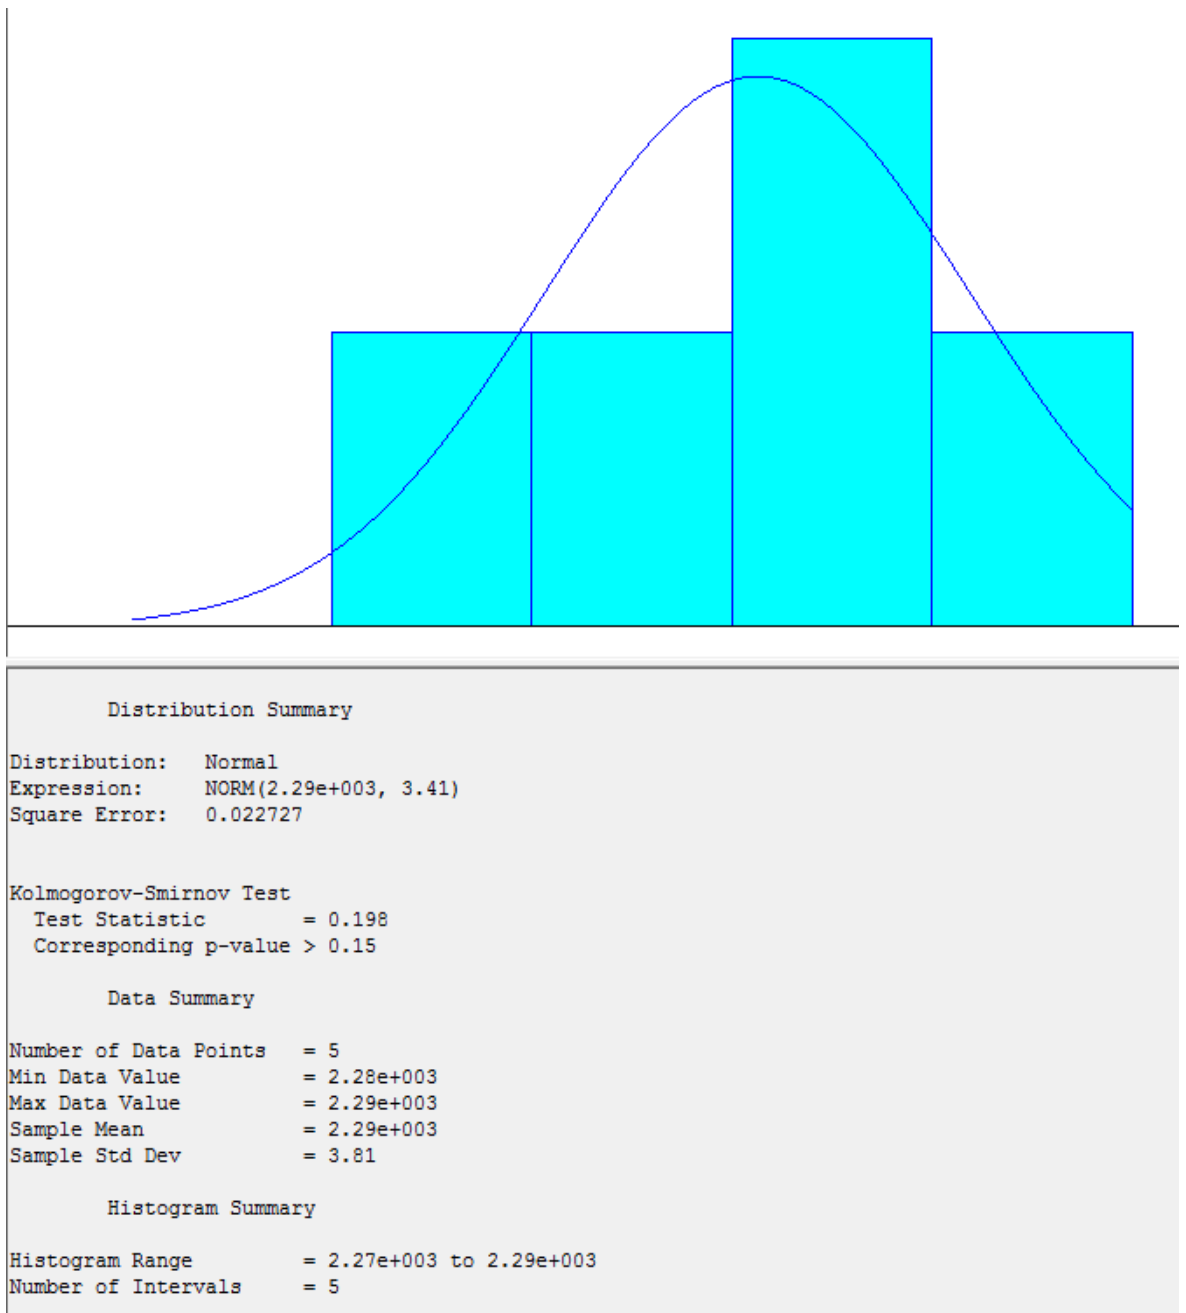 Distribution Summary
Distribution: Normal
Expression: NORM(2.29e+003, 3.41)
Square Error: 0.022727
Kolmogorov-Smirnov Test
Test Statistic = 0.198
Corresponding p-value > 0.15
Data Summary
Number of Data Points = 5
Min Data Value = 2.28e+003
Max Data Value = 2.29e+003
Sample Mean = 2.29e+003
Sample Std Dev = 3.81
Histogram Summary
Histogram Range = 2.27e+003 to 2.29e+003
Number of Intervals = 5